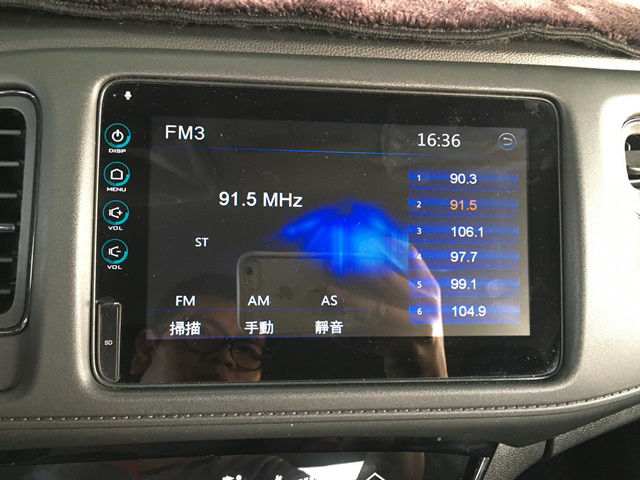 FM3
16:36
DISP
MENU
VOL
VOL
SD
91.5 MHz
ST
1 90.3
2 91.5
3 106.1
4 97.7
5 99.1
6 104.9
FM AM AS
掃描 手動 靜音